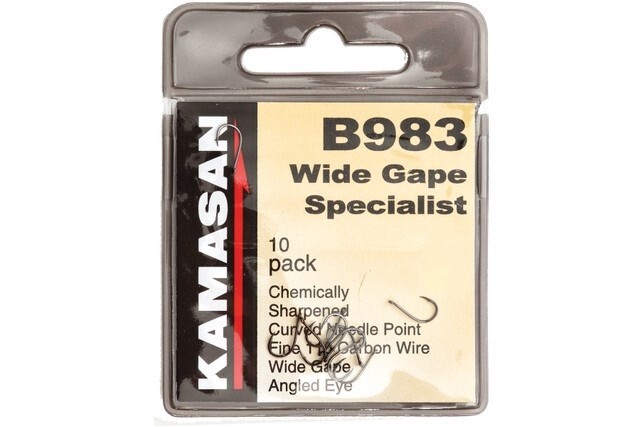 KAMASAN
B983
Wide Gape
Specialist
10
pack
Chemically
Sharpened
Curved Needle Point
Fine Carbon Wire
Wide Gape
Angled Eye